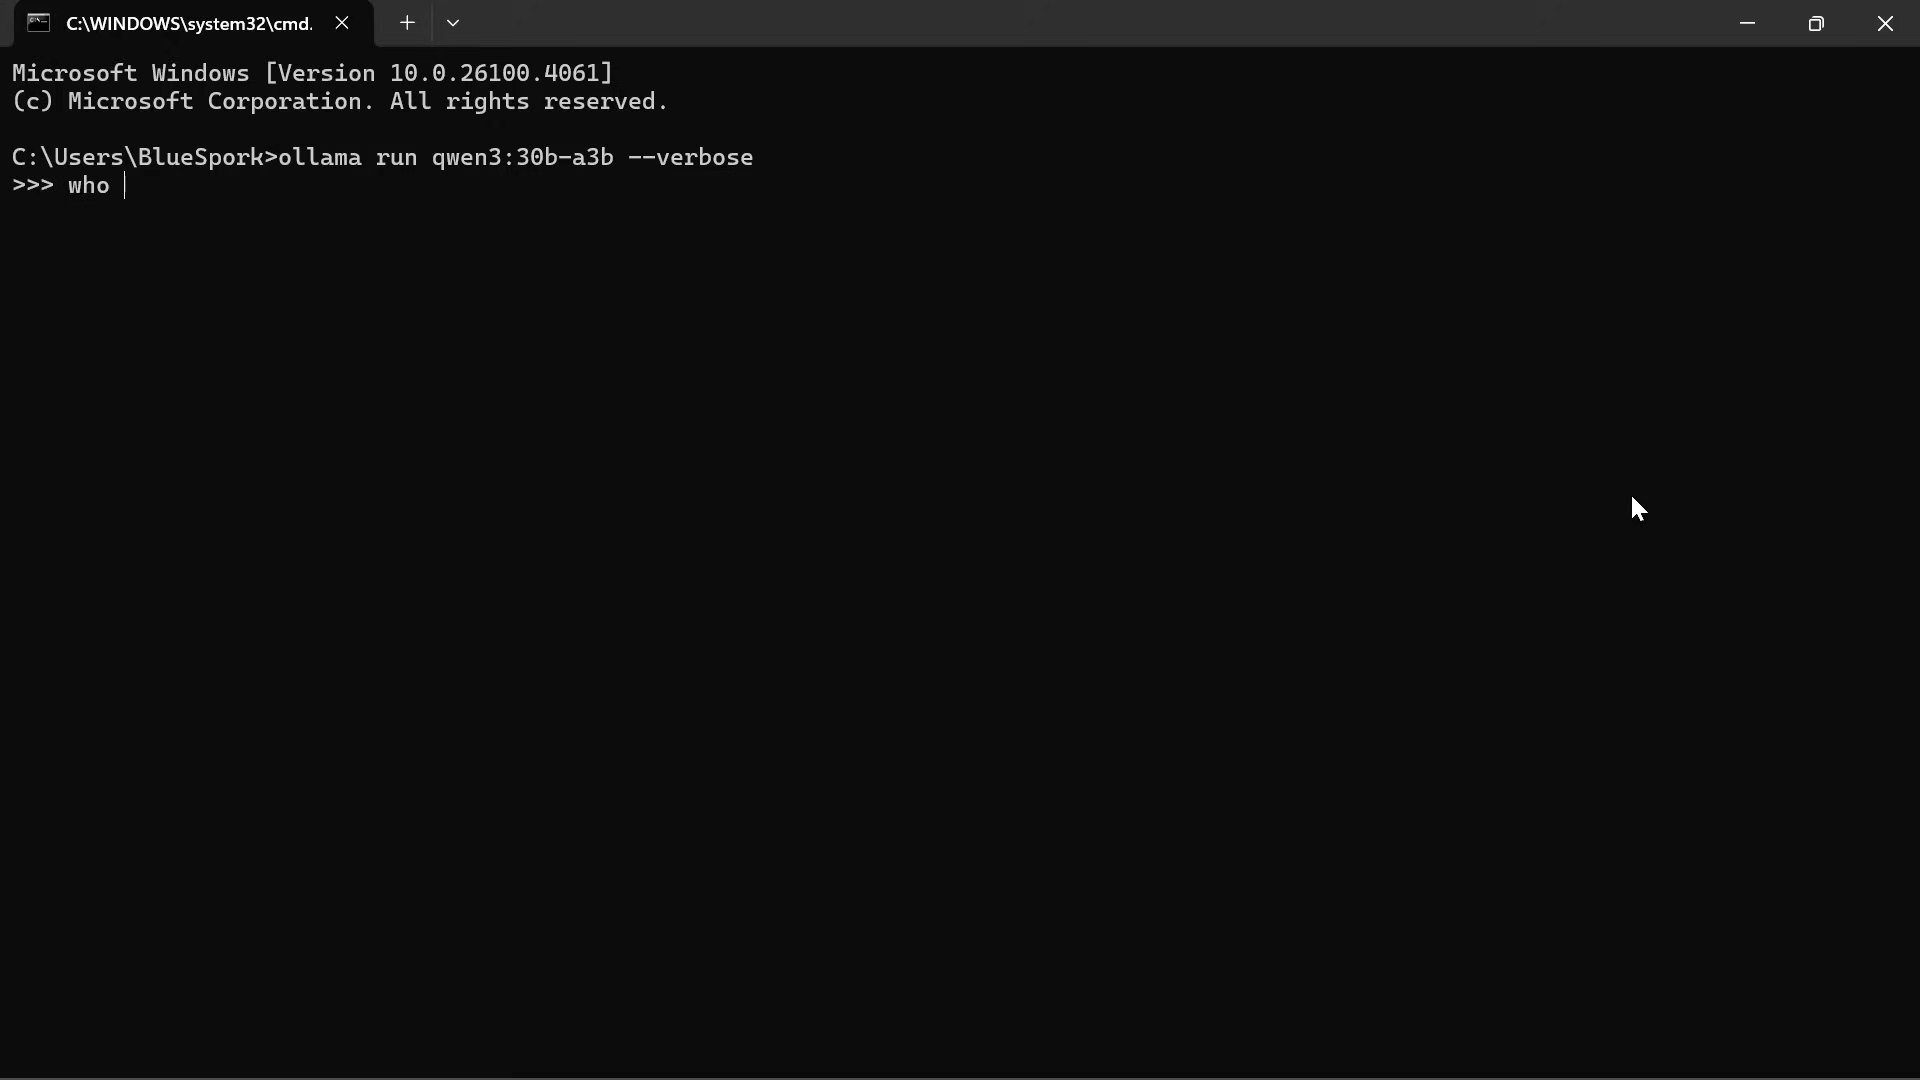 C:\WINDOWS\system32\cmd.
Microsoft Windows [Version 10.0.26100.4061]
(c) Microsoft Corporation. All rights reserved.
C:\Users\BlueSpork>ollama run qwen3:30b-a3b --verbose
>>> who